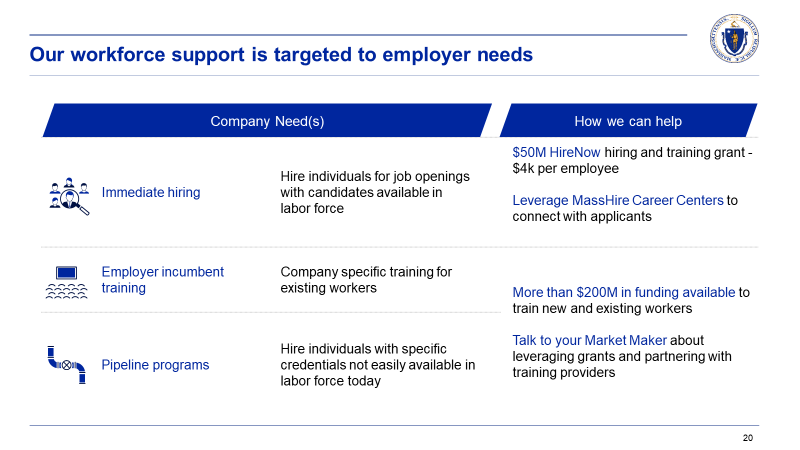 Our workforce support is targeted to employer needs
Company Need(s)
How we can help
Immediate hiring
Hire individuals for job openings
with candidates available in
labor force
$50M HireNow hiring and training grant -
$4k per employee
Leverage MassHire Career Centers to
connect with applicants
Employer incumbent
training
Company specific training for
existing workers
More than $200M in funding available to
train new and existing workers
Talk to your Market Maker about
leveraging grants and partnering with
training providers
Pipeline programs
Hire individuals with specific
credentials not easily available in
labor force today
20